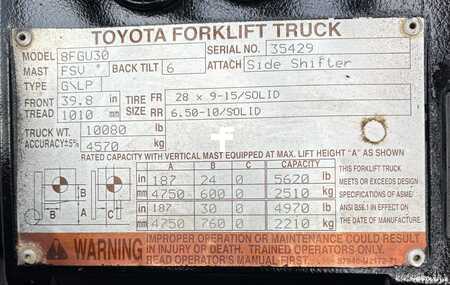 TOYOTA FORKLIFT TRUCK
MODEL 8FGU30 SERIAL NO. 35429
MAST FSV * BACK TILT 6 ATTACH Side Shifter
TYPE G\LP
FRONT 39.8 in TIRE FR 28 x 9-15/SOLID
TREAD 1010 mm SIZE RR 6.50-10/SOLID
TRUCK WT. 10080 lb
ACCURACY±5% 4570 kg
RATED CAPACITY WITH VERTICAL MAST EQUIPPED AT MAX. LIFT HEIGHT "A" AS SHOWN
A B C
in 187 24 0 5620 lb
mm 4750 600 0 2510 kg
in 187 30 0 4970 lb
mm 4750 760 0 2210 kg
B C
A
THIS FORKLIFT TRUCK
MEETS OR EXCEEDS DESIGN
SPECIFICATIONS OF ASME/
ANSI B56.1 IN EFFECT ON
THE DATE OF MANUFACTURE
WARNING
IMPROPER OPERATION OR MAINTENANCE COULD RESULT
IN INJURY OF DEATH. TRAINED OPERATORS ONLY.
READ OPERATOR'S MANUAL FIRST.